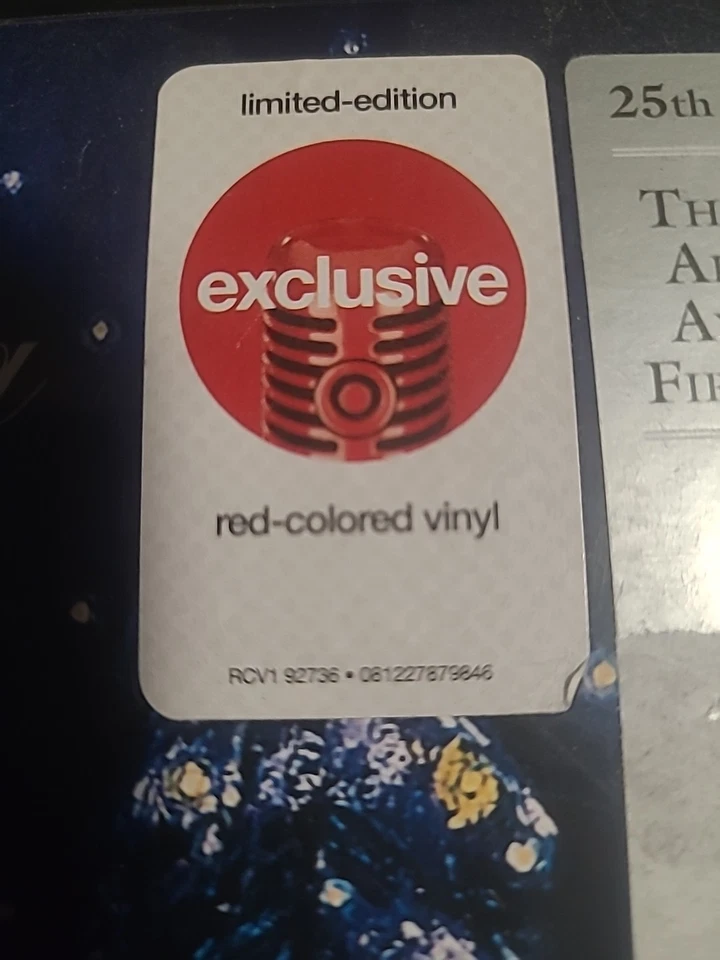 limited-edition
exclusive
red-colored vinyl
RCV1 92736 • 081227879846
25th